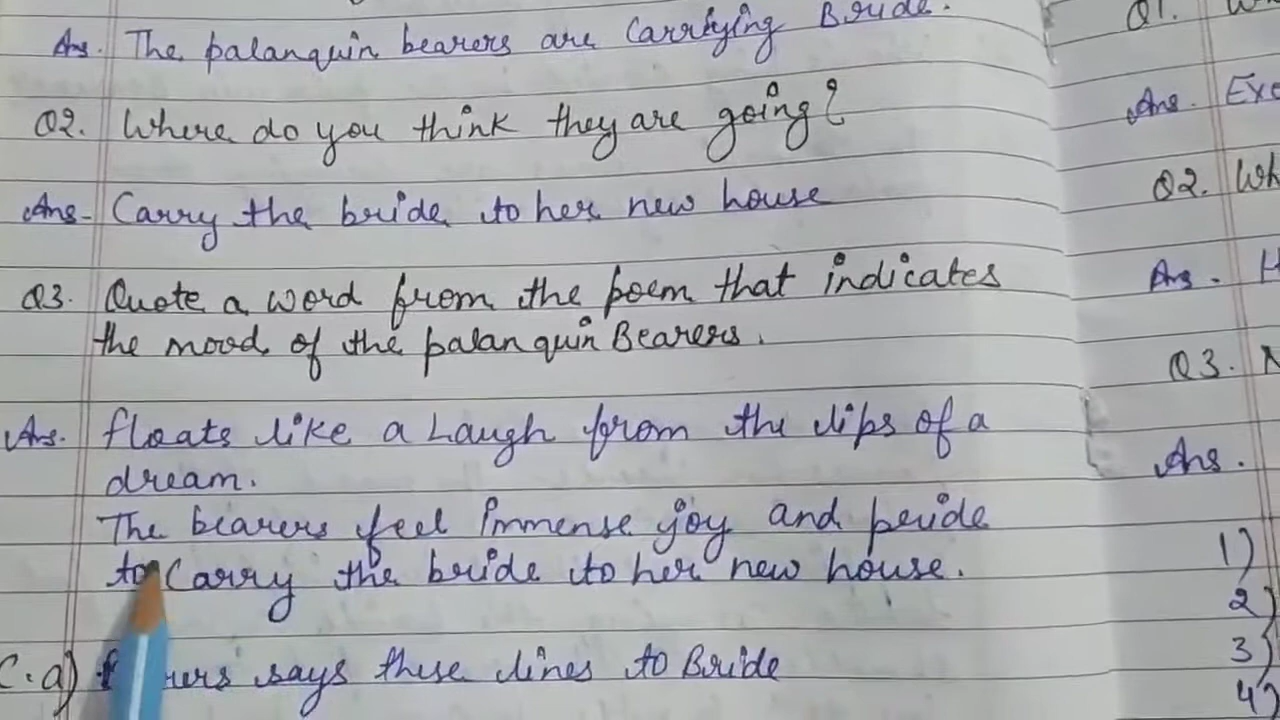 Ans. The palanquin bearers are Carrying Bride.
Q2. Where do you think they are going?
Ans- Carry the bride to her new house
Q3. Quote a word from the poem that indicates
the mood of the palanquin Bearers.
Ans. floats like a Laugh from the lips of a
dream.
The bearers feel immense joy and pride
to Carry the bride to her new house.
C. a) says these lines to Bride
Q1.
Ans.
Q2.
Ans.
Q3.
Ans.
1)
2)
3)
4)